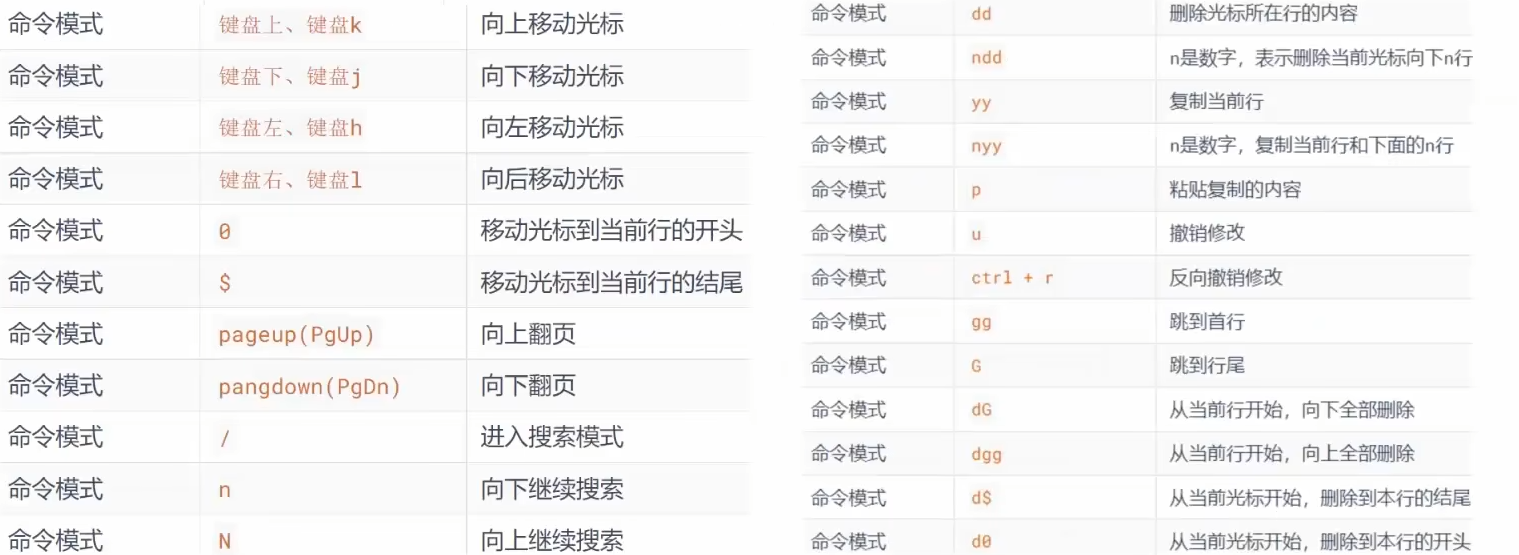 命令模式 键盘上、键盘k 向上移动光标
命令模式 键盘下、键盘j 向下移动光标
命令模式 键盘左、键盘h 向左移动光标
命令模式 键盘右、键盘l 向后移动光标
命令模式 0 移动光标到当前行的开头
命令模式 $ 移动光标到当前行的结尾
命令模式 pageup(PgUp) 向上翻页
命令模式 pangdown(PgDn) 向下翻页
命令模式 / 进入搜索模式
命令模式 n 向下继续搜索
命令模式 N 向上继续搜索
命令模式 dd 删除光标所在行的内容
命令模式 ndd n是数字，表示删除当前光标向下n行
命令模式 yy 复制当前行
命令模式 nyy n是数字，复制当前行和下面的n行
命令模式 p 粘贴复制的内容
命令模式 u 撤销修改
命令模式 ctrl + r 反向撤销修改
命令模式 gg 跳到首行
命令模式 G 跳到行尾
命令模式 dG 从当前行开始，向下全部删除
命令模式 dgg 从当前行开始，向上全部删除
命令模式 d$ 从当前光标开始，删除到本行的结尾
命令模式 d0 从当前光标开始，删除到本行的开头